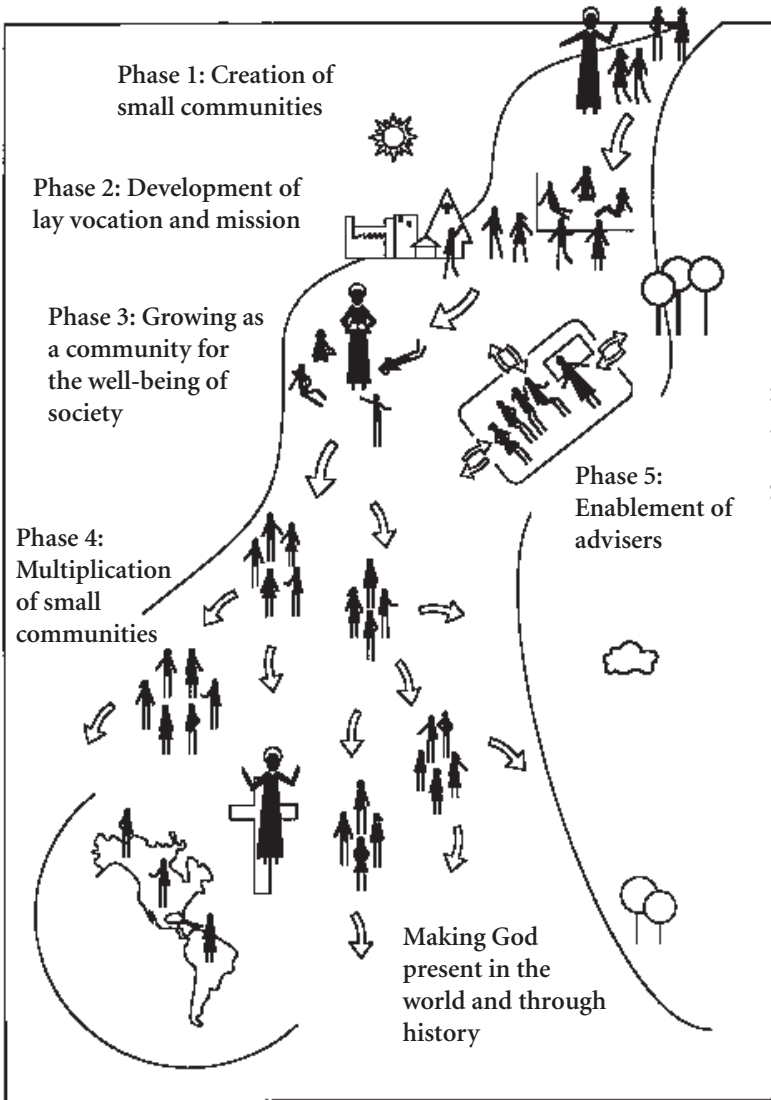 Phase 1: Creation of
small communities
Phase 2: Development of
lay vocation and mission
Phase 3: Growing as
a community for
the well-being of
society
Phase 5:
Enablement of
advisers
Phase 4:
Multiplication
of small
communities
Making God
present in the
world and through
history